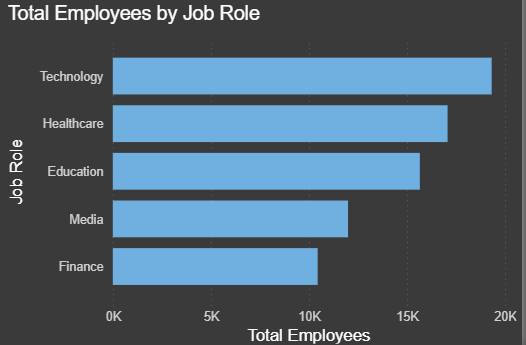 Total Employees by Job Role
Job Role
Technology
Healthcare
Education
Media
Finance
0K 5K 10K 15K 20K
Total Employees